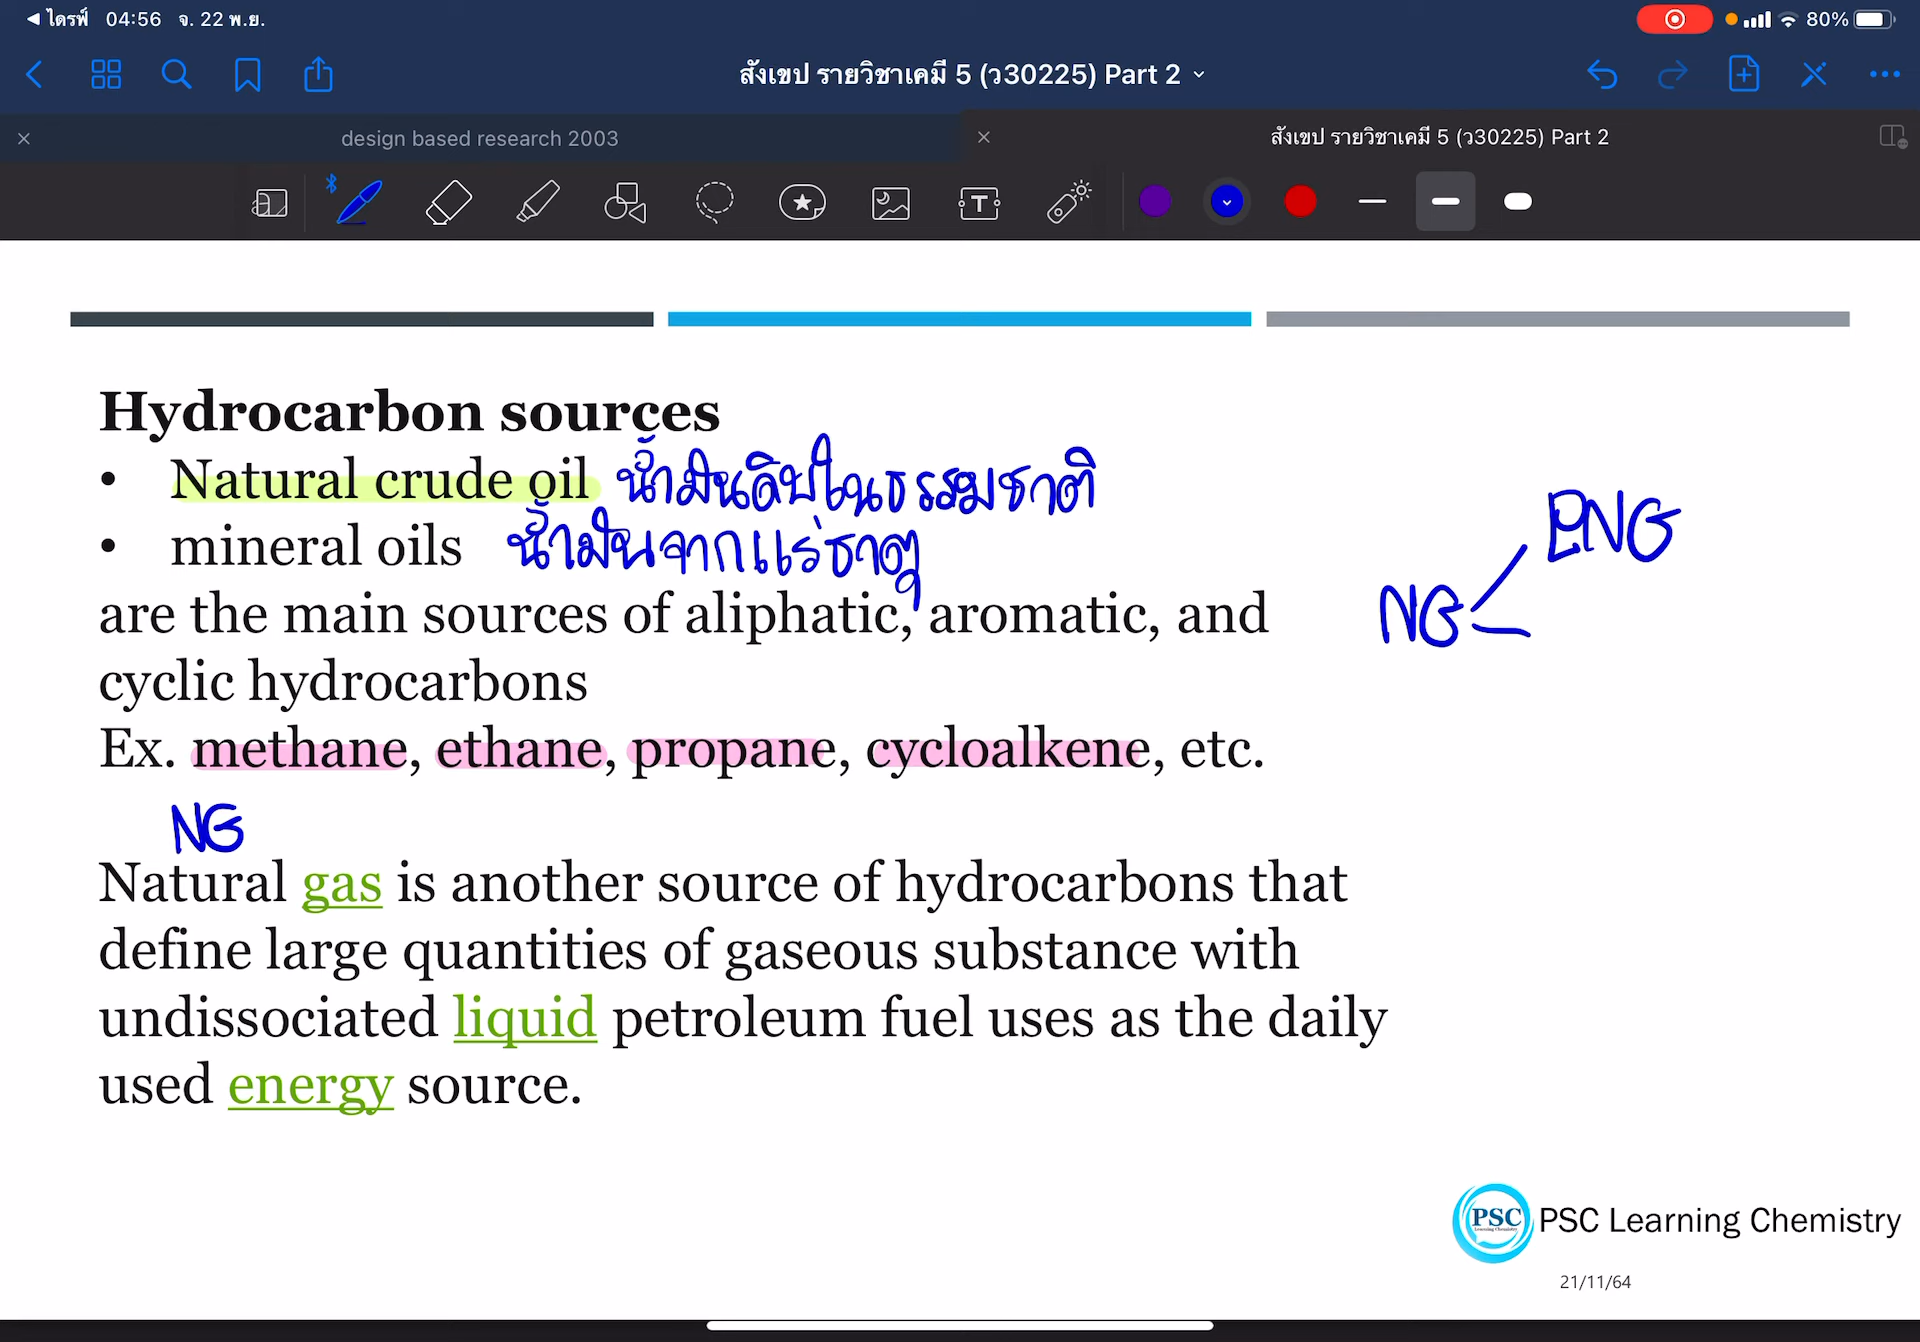 ◀ ไดรฟ์ 04:56 จ. 22 พ.ย. 80%
สังเขป รายวิชาเคมี 5 (ว30225) Part 2
design based research 2003
สังเขป รายวิชาเคมี 5 (ว30225) Part 2
Hydrocarbon sources
• Natural crude oil น้ำมันดิบในธรรมชาติ
• mineral oils น้ำมันจากแร่ธาตุ
are the main sources of aliphatic, aromatic, and
cyclic hydrocarbons
Ex. methane, ethane, propane, cycloalkene, etc.
NG
NG
Natural gas is another source of hydrocarbons that
define large quantities of gaseous substance with
undissociated liquid petroleum fuel uses as the daily
used energy source.
PSC PSC Learning Chemistry
21/11/64